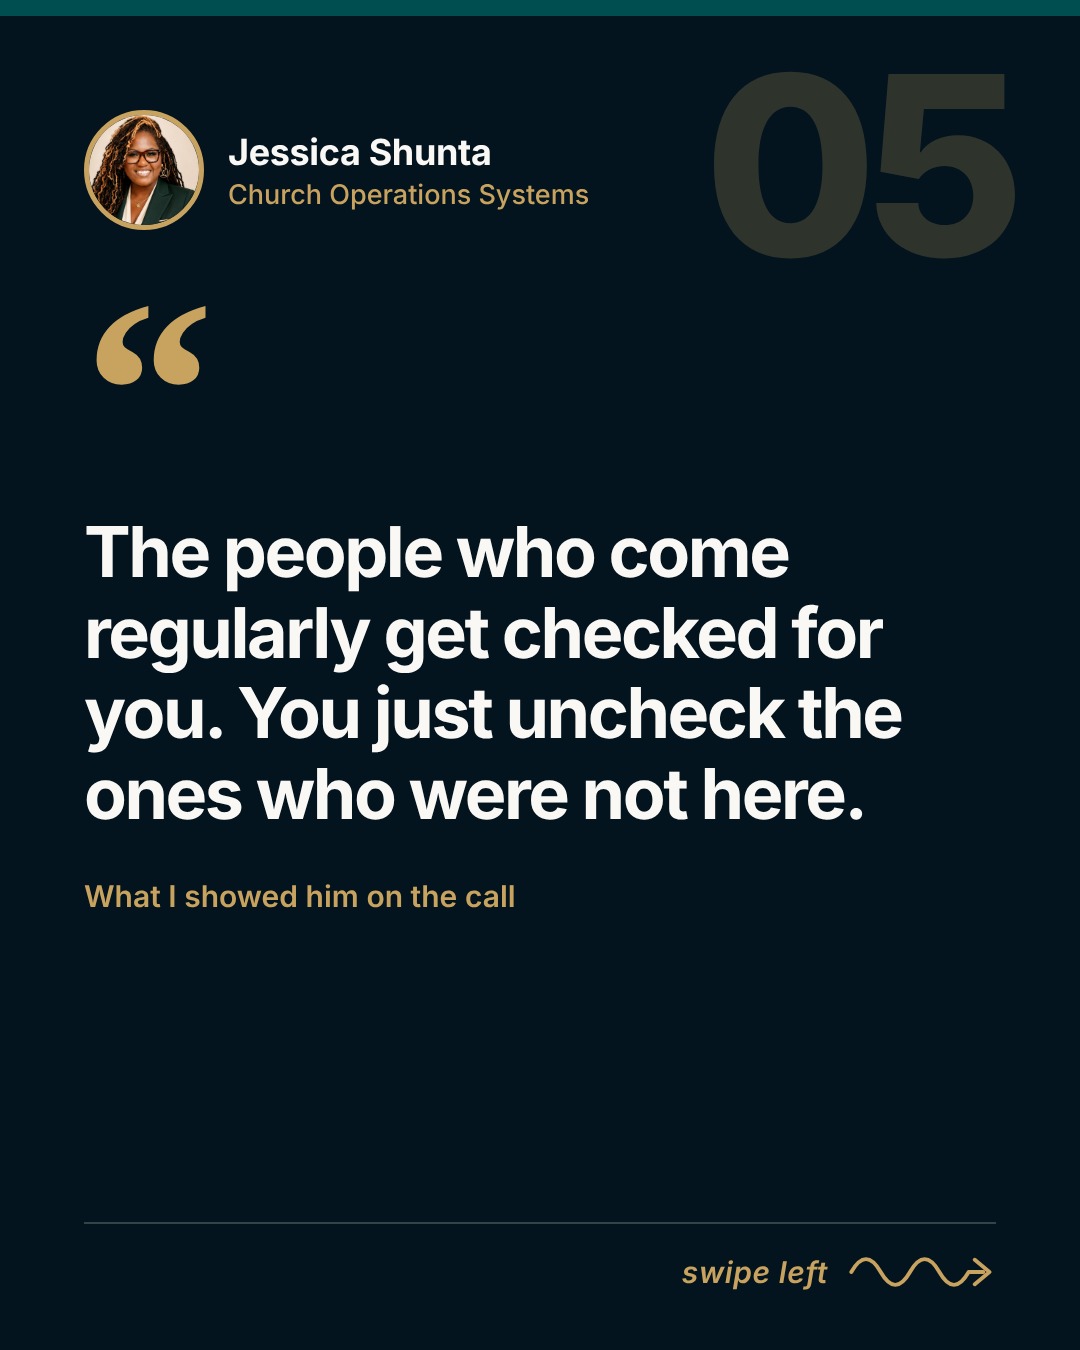 05
Jessica Shunta
Church Operations Systems
“
The people who come
regularly get checked for
you. You just uncheck the
ones who were not here.
What I showed him on the call
swipe left